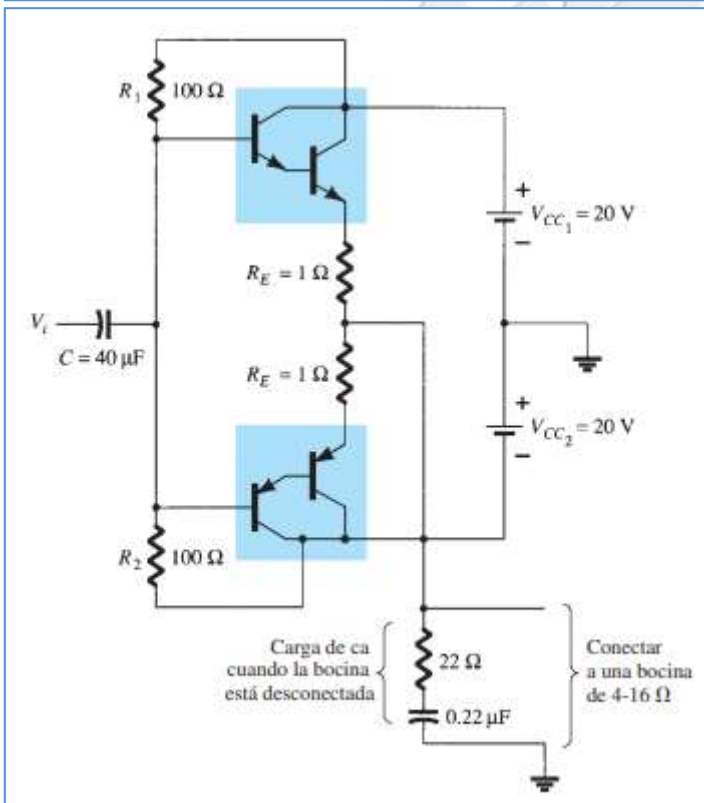 R1 100 Ω
+
VCC1 = 20 V
−
RE = 1 Ω
Vi
C = 40 μF
RE = 1 Ω
+
VCC2 = 20 V
−
R2 100 Ω
Carga de ca
cuando la bocina
está desconectada
22 Ω
0.22 μF
Conectar
a una bocina
de 4-16 Ω